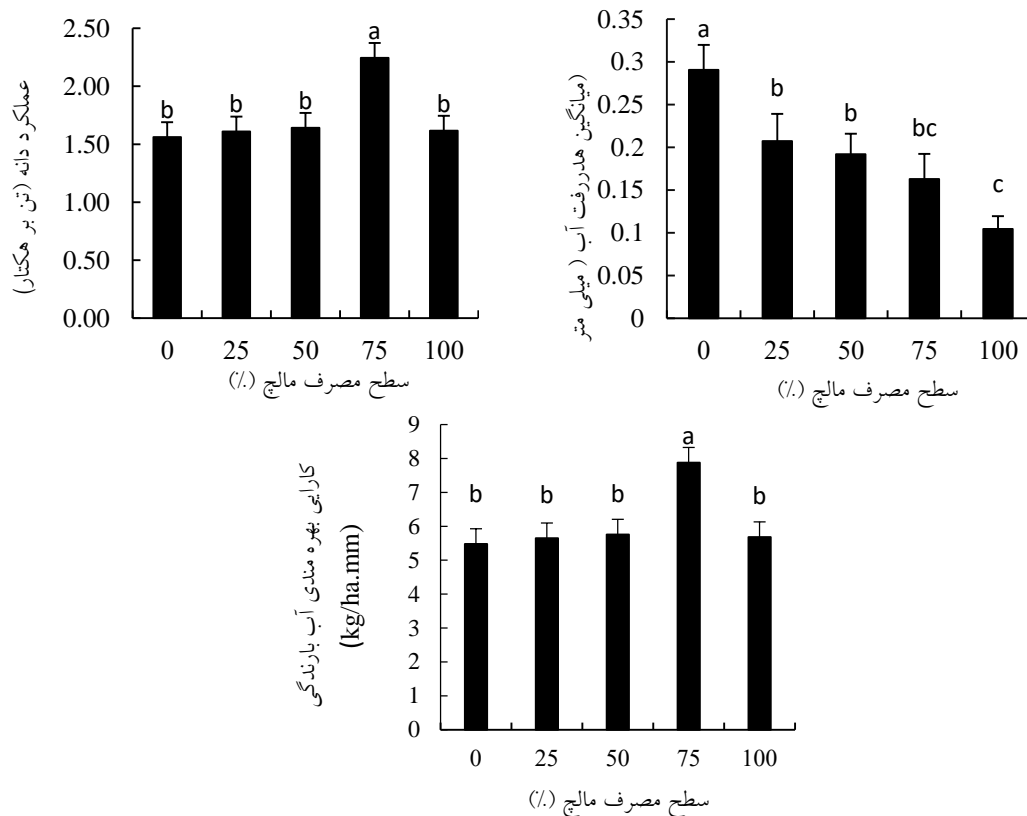 عملکرد دانه (تن بر هکتار)
2.50
2.00
1.50
1.00
0.50
0.00
b
b
b
a
b
0 25 50 75 100
سطح مصرف مالچ (٪)
میانگین هدررفت آب ( میلی متر)
0.3
0.25
0.2
0.15
0.1
0.05
0
a
b
b
bc
c
0 25 50 75 100
سطح مصرف مالچ (٪)
کارایی بهره مندی آب بارندگی
(kg/ha.mm)
9
8
7
6
5
4
3
2
1
0
b
b
b
a
b
0 25 50 75 100
سطح مصرف مالچ (٪)